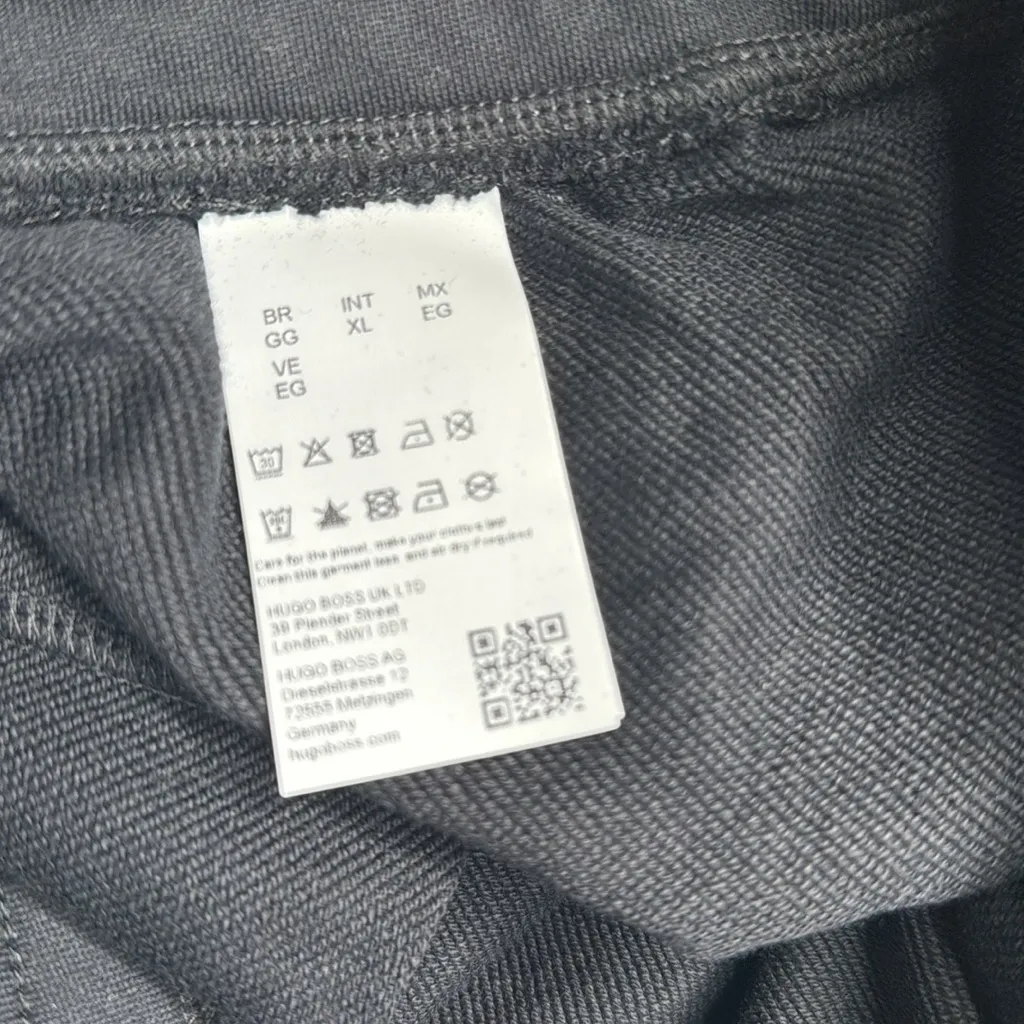 BR INT MX
GG XL EG
VE
EG
30
Care for the planet, make your clothes last
Clean this garment less and air dry if required
HUGO BOSS UK LTD
39 Plender Street
London, NW1 0DT
HUGO BOSS AG
Dieselstrasse 12
72555 Metzingen
Germany
hugoboss.com